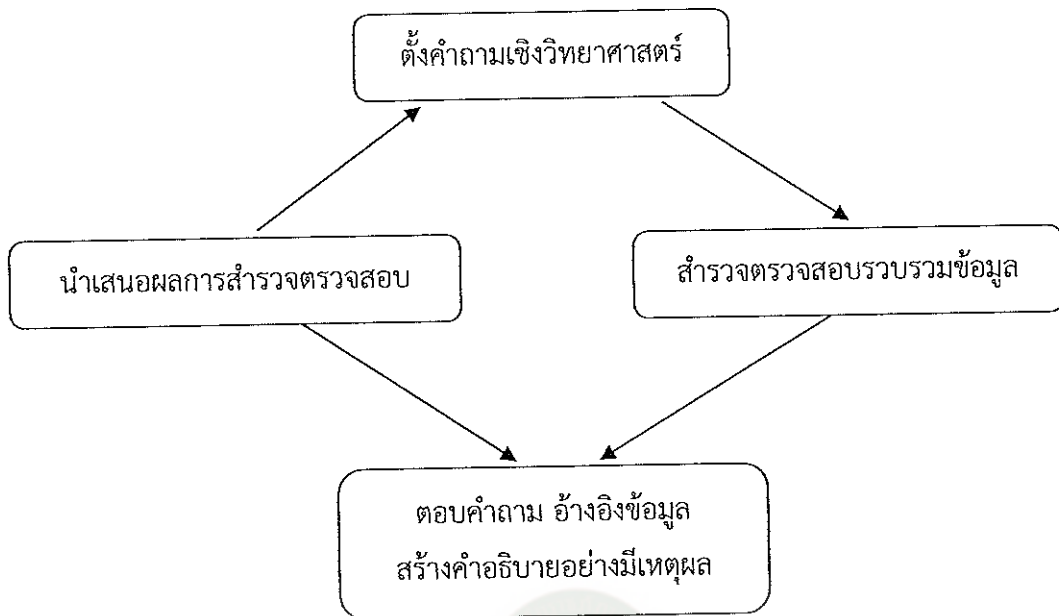 ตั้งคำถามเชิงวิทยาศาสตร์
นำเสนอผลการสำรวจตรวจสอบ
สำรวจตรวจสอบรวบรวมข้อมูล
ตอบคำถาม อ้างอิงข้อมูล
สร้างคำอธิบายอย่างมีเหตุผล